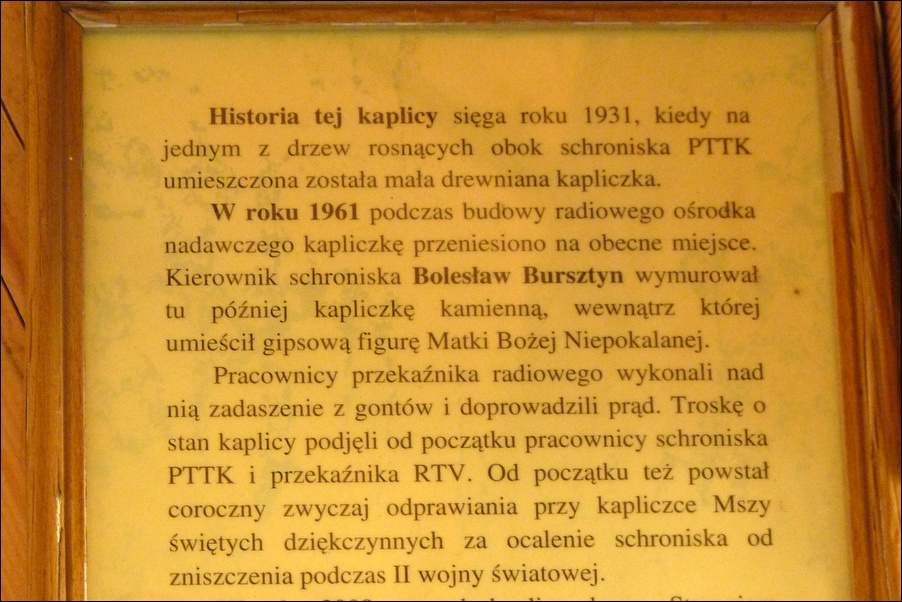 Historia tej kaplicy sięga roku 1931, kiedy na
jednym z drzew rosnących obok schroniska PTTK
umieszczona została mała drewniana kapliczka.
W roku 1961 podczas budowy radiowego ośrodka
nadawczego kapliczkę przeniesiono na obecne miejsce.
Kierownik schroniska Bolesław Bursztyn wymurował
tu później kapliczkę kamienną, wewnątrz której
umieścił gipsową figurę Matki Bożej Niepokalanej.
Pracownicy przekaźnika radiowego wykonali nad
nią zadaszenie z gontów i doprowadzili prąd. Troskę o
stan kaplicy podjęli od początku pracownicy schroniska
PTTK i przekaźnika RTV. Od początku też powstał
coroczny zwyczaj odprawiania przy kapliczce Mszy
świętych dziękczynnych za ocalenie schroniska od
zniszczenia podczas II wojny światowej.